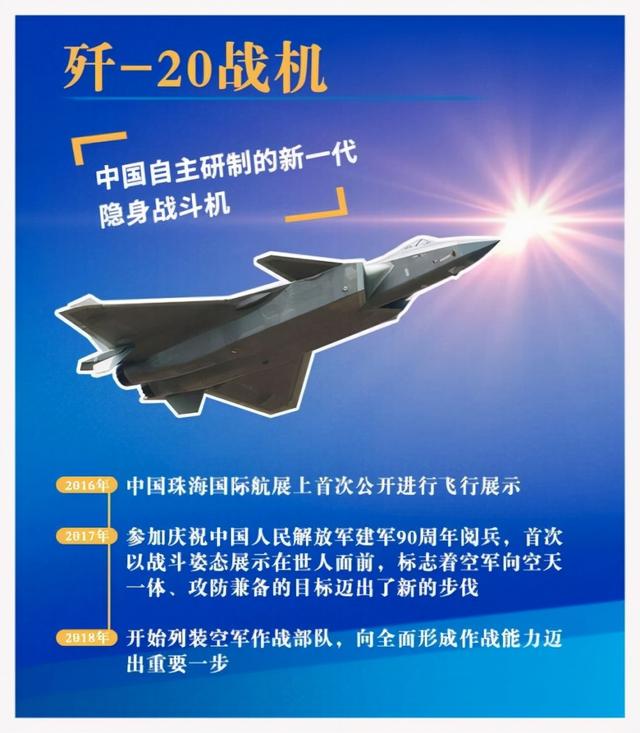 歼-20战机
中国自主研制的新一代
隐身战斗机
2016年 中国珠海国际航展上首次公开进行飞行展示
2017年 参加庆祝中国人民解放军建军90周年阅兵，首次
以战斗姿态展示在世人面前，标志着空军向空天
一体、攻防兼备的目标迈出了新的步伐
2018年 开始列装空军作战部队，向全面形成作战能力迈
出重要一步